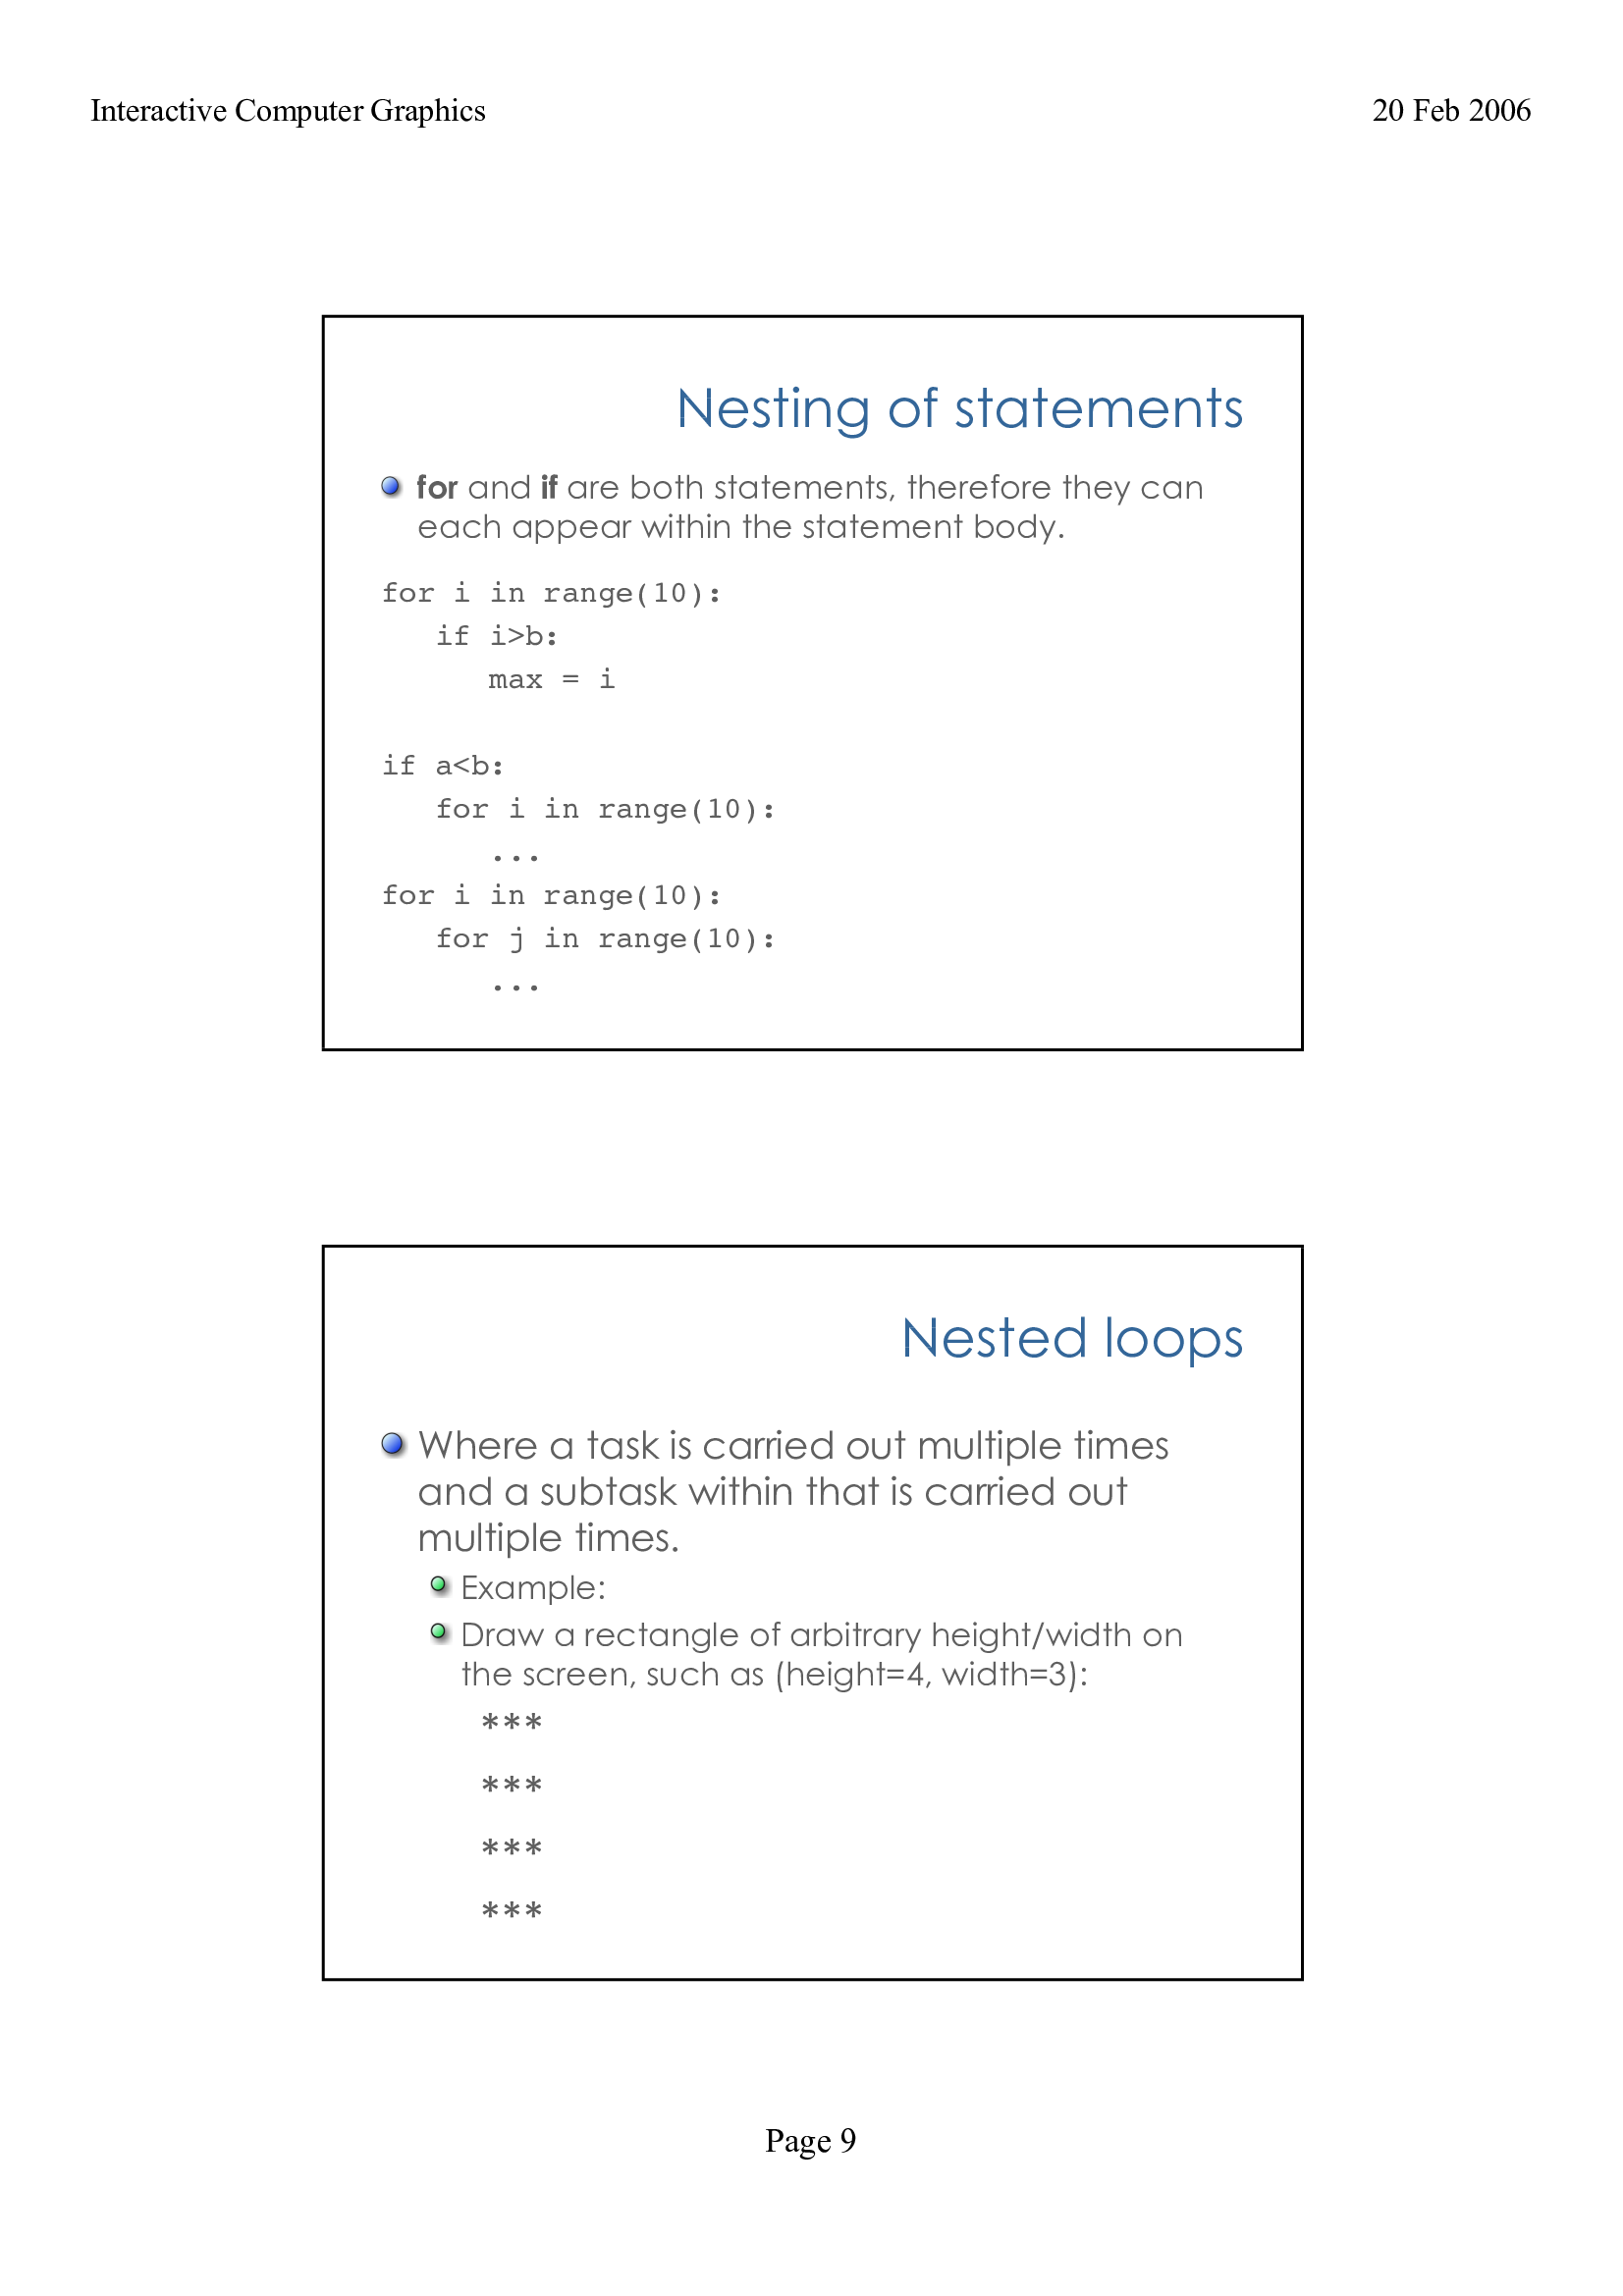 Interactive Computer Graphics 20 Feb 2006
Nesting of statements
for and if are both statements, therefore they can
each appear within the statement body.
for i in range(10):
   if i>b:
      max = i
if a<b:
   for i in range(10):
      ...
for i in range(10):
   for j in range(10):
      ...
Nested loops
Where a task is carried out multiple times
and a subtask within that is carried out
multiple times.
Example:
Draw a rectangle of arbitrary height/width on
the screen, such as (height=4, width=3):
***
***
***
***
Page 9